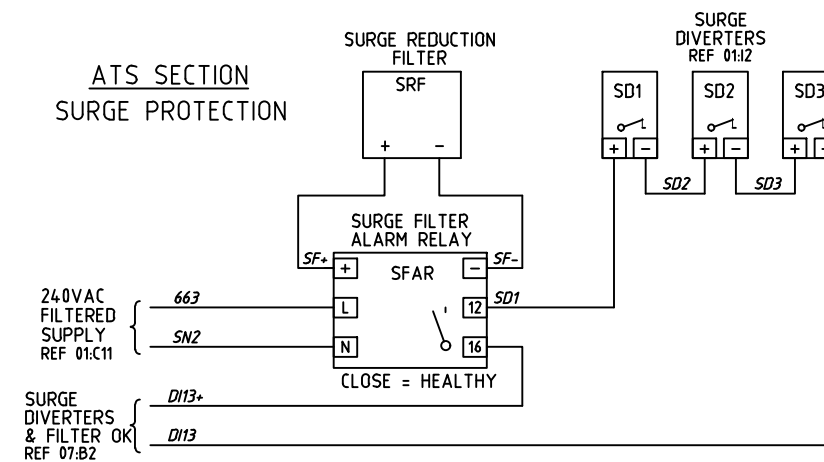 ATS SECTION
SURGE PROTECTION
SURGE REDUCTION
FILTER
SRF
+ −
SURGE
DIVERTERS
REF 01:I2
SD1
+ −
SD2
+ −
SD3
+ −
SD2
SD3
SURGE FILTER
ALARM RELAY
SF+
SF-
+
−
SFAR
L
N
12
16
SD1
CLOSE = HEALTHY
240VAC
FILTERED
SUPPLY
REF 01:C11
663
SN2
SURGE
DIVERTERS
& FILTER OK
REF 07:B2
DI13+
DI13